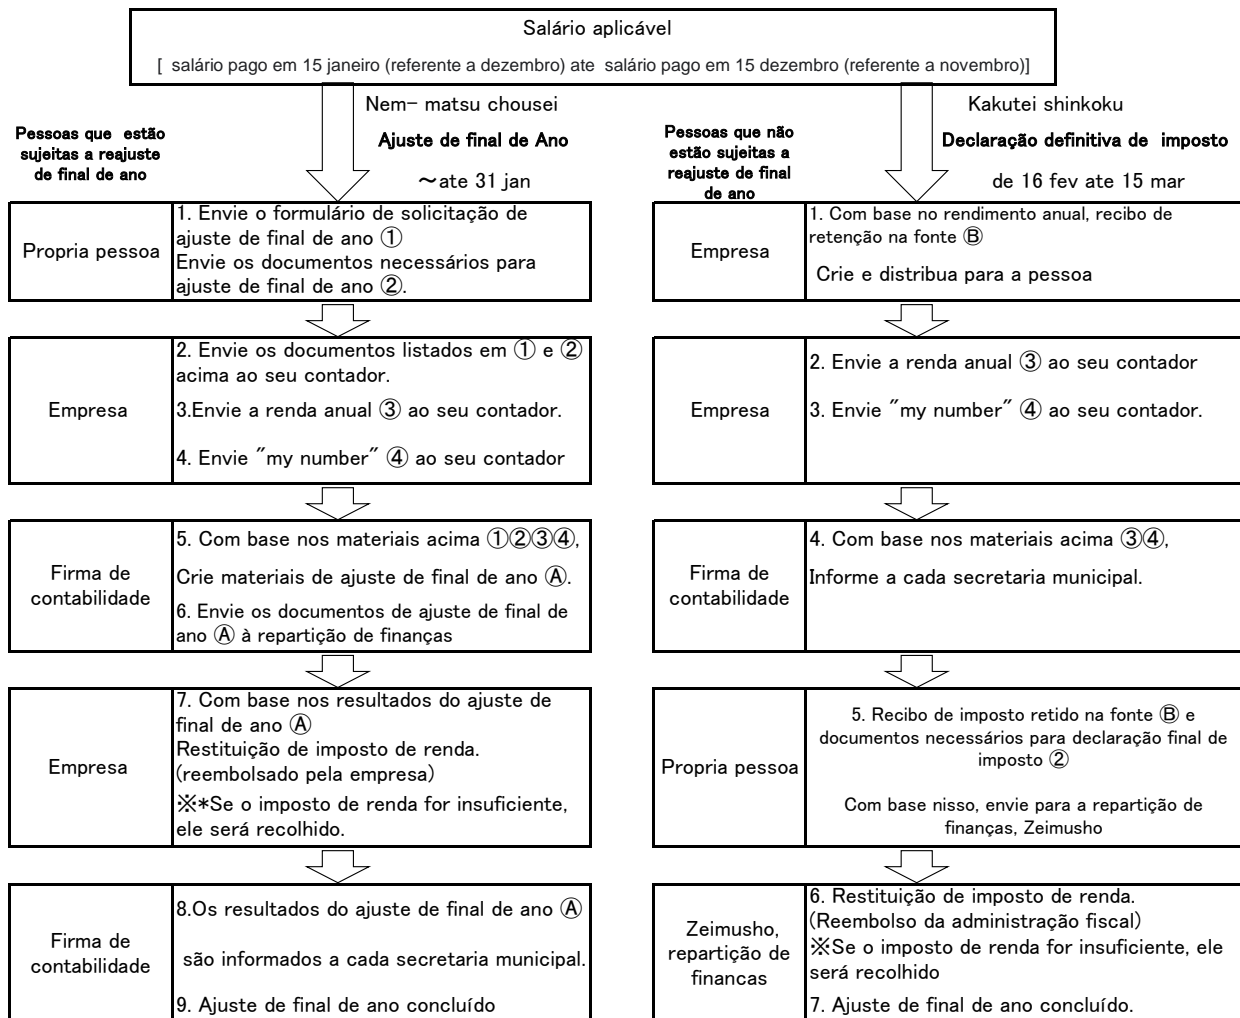 Salário aplicável
[ salário pago em 15 janeiro (referente a dezembro) ate salário pago em 15 dezembro (referente a novembro)]
Pessoas que estão
sujeitas a reajuste
de final de ano
Nem- matsu chousei
Ajuste de final de Ano
～ate 31 jan
Propria pessoa
1. Envie o formulário de solicitação de
ajuste de final de ano ①
Envie os documentos necessários para
ajuste de final de ano ②.
Empresa
2. Envie os documentos listados em ① e ②
acima ao seu contador.
3.Envie a renda anual ③ ao seu contador.
4. Envie "my number" ④ ao seu contador
Firma de
contabilidade
5. Com base nos materiais acima ①②③④,
Crie materiais de ajuste de final de ano Ⓐ.
6. Envie os documentos de ajuste de final de
ano Ⓐ à repartição de finanças
Empresa
7. Com base nos resultados do ajuste de
final de ano Ⓐ
Restituição de imposto de renda.
(reembolsado pela empresa)
※*Se o imposto de renda for insuficiente,
ele será recolhido.
Firma de
contabilidade
8.Os resultados do ajuste de final de ano Ⓐ
são informados a cada secretaria municipal.
9. Ajuste de final de ano concluído
Pessoas que não
estão sujeitas a
reajuste de final
de ano
Kakutei shinkoku
Declaração definitiva de imposto
de 16 fev ate 15 mar
Empresa
1. Com base no rendimento anual, recibo de
retenção na fonte Ⓑ
Crie e distribua para a pessoa
Empresa
2. Envie a renda anual ③ ao seu contador
3. Envie "my number" ④ ao seu contador.
Firma de
contabilidade
4. Com base nos materiais acima ③④,
Informe a cada secretaria municipal.
Propria pessoa
5. Recibo de imposto retido na fonte Ⓑ e
documentos necessários para declaração final de
imposto ②
Com base nisso, envie para a repartição de
finanças, Zeimusho
Zeimusho,
repartição de
financas
6. Restituição de imposto de renda.
(Reembolso da administração fiscal)
※Se o imposto de renda for insuficiente, ele
será recolhido
7. Ajuste de final de ano concluído.